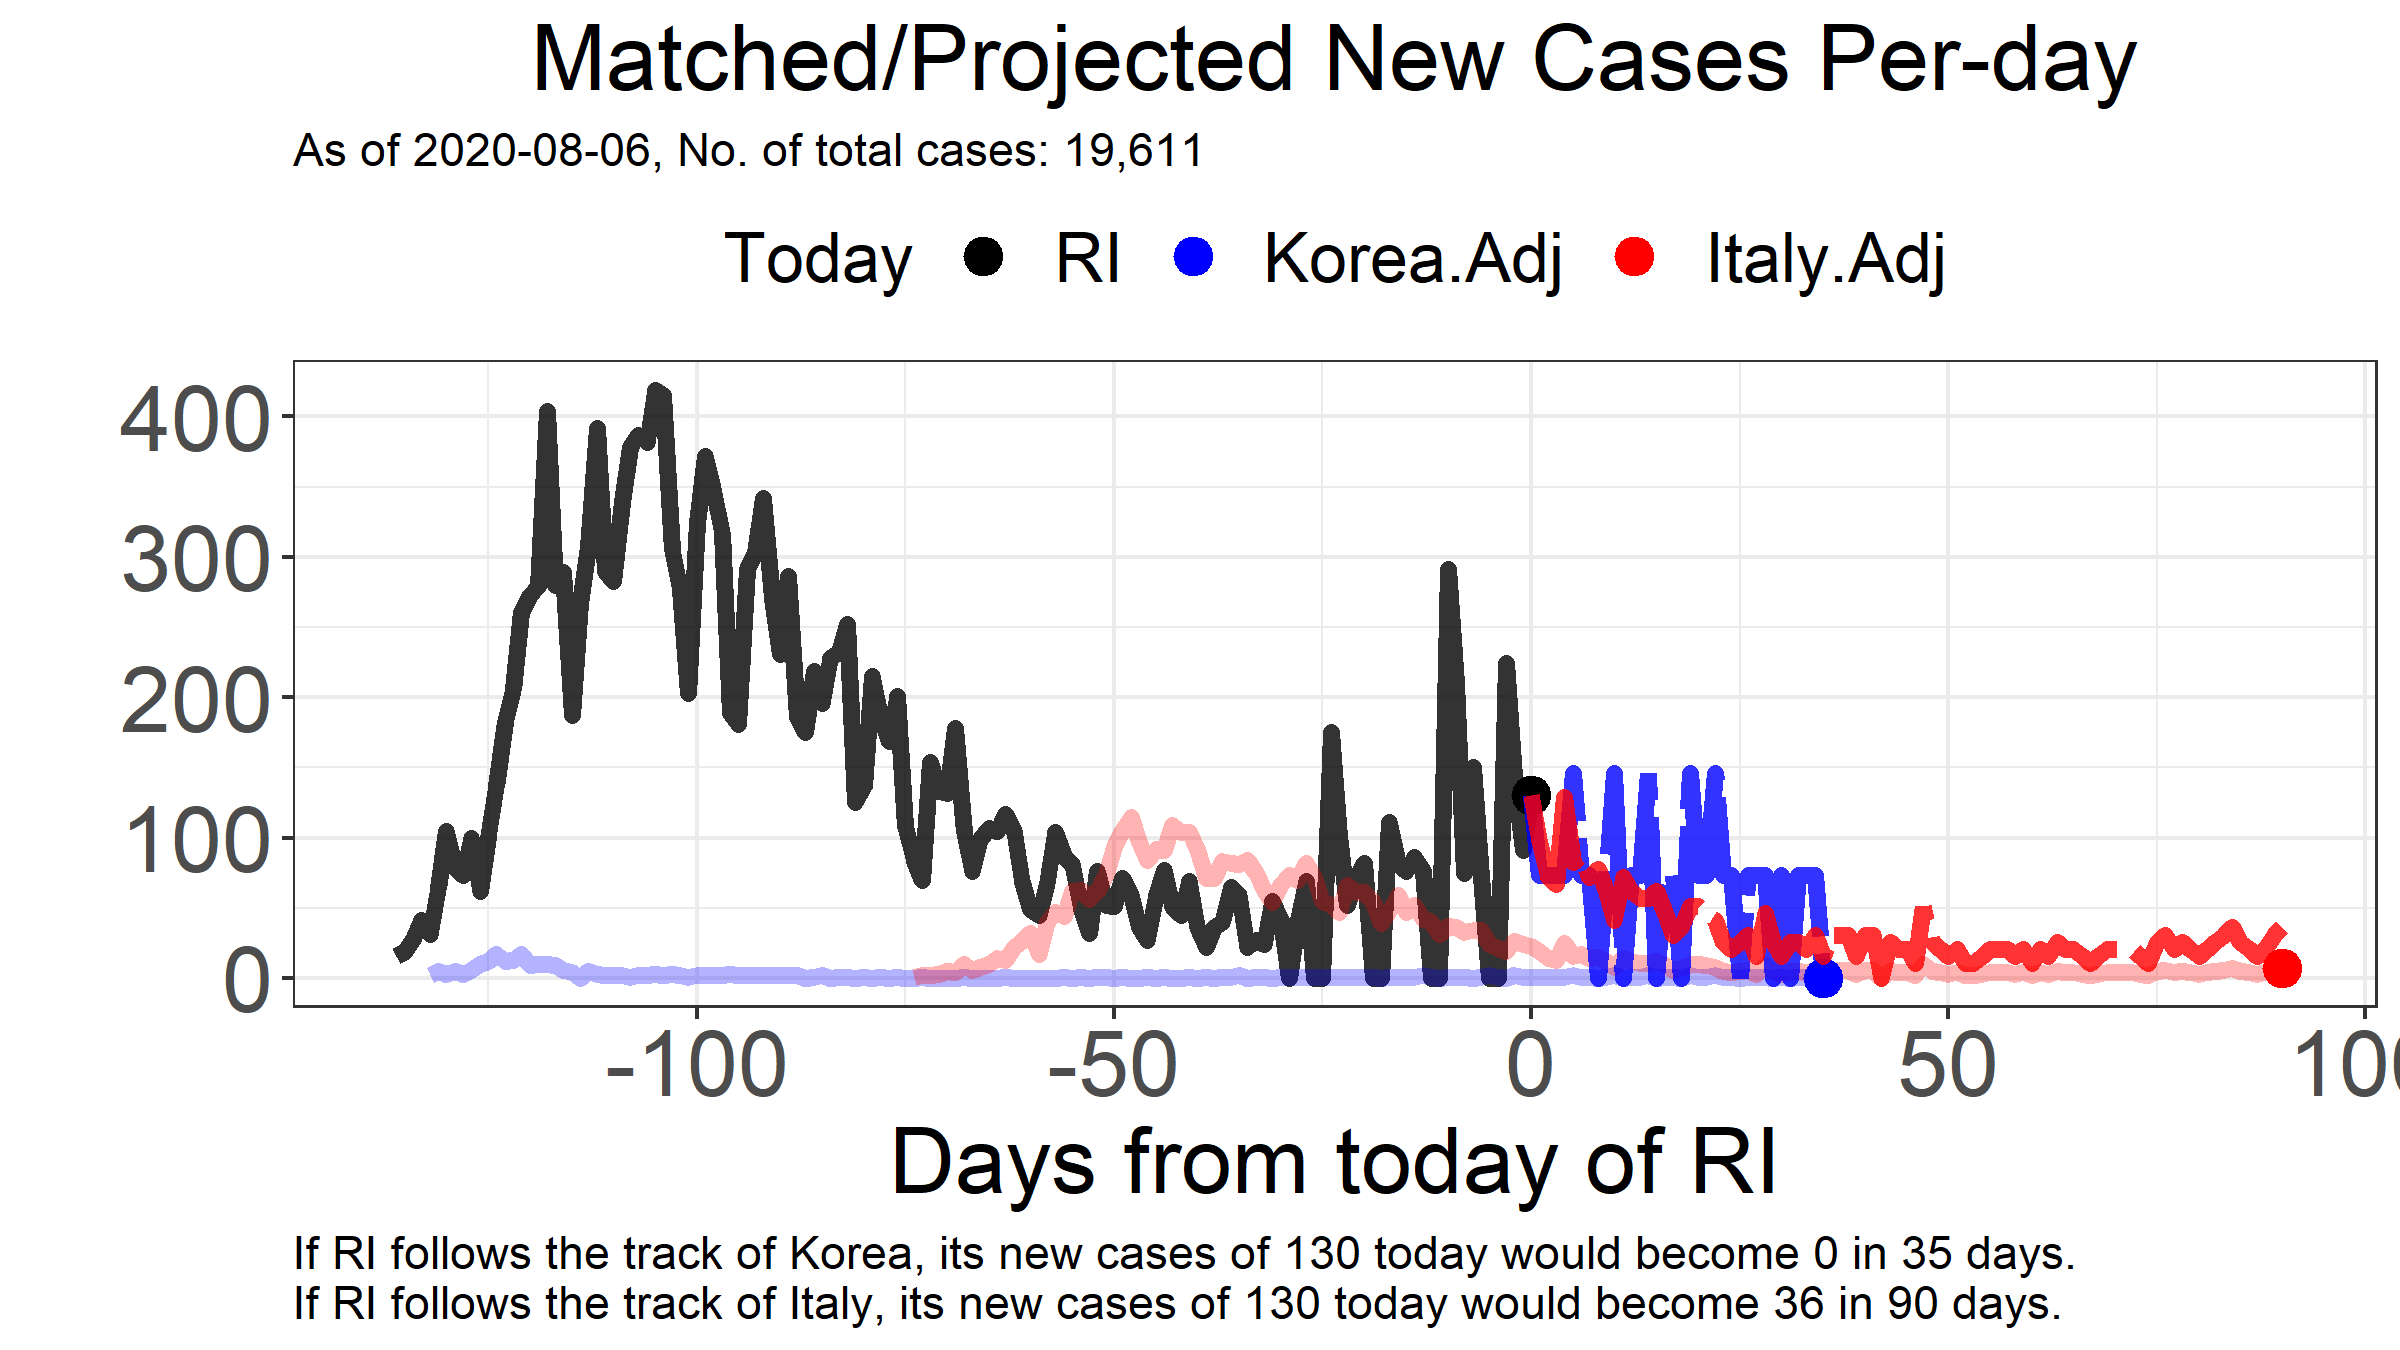 Matched/Projected New Cases Per-day
As of 2020-08-06, No. of total cases: 19,611
Today RI Korea.Adj Italy.Adj
400
300
200
100
0
-100 -50 0 50 100
Days from today of RI
If RI follows the track of Korea, its new cases of 130 today would become 0 in 35 days.
If RI follows the track of Italy, its new cases of 130 today would become 36 in 90 days.